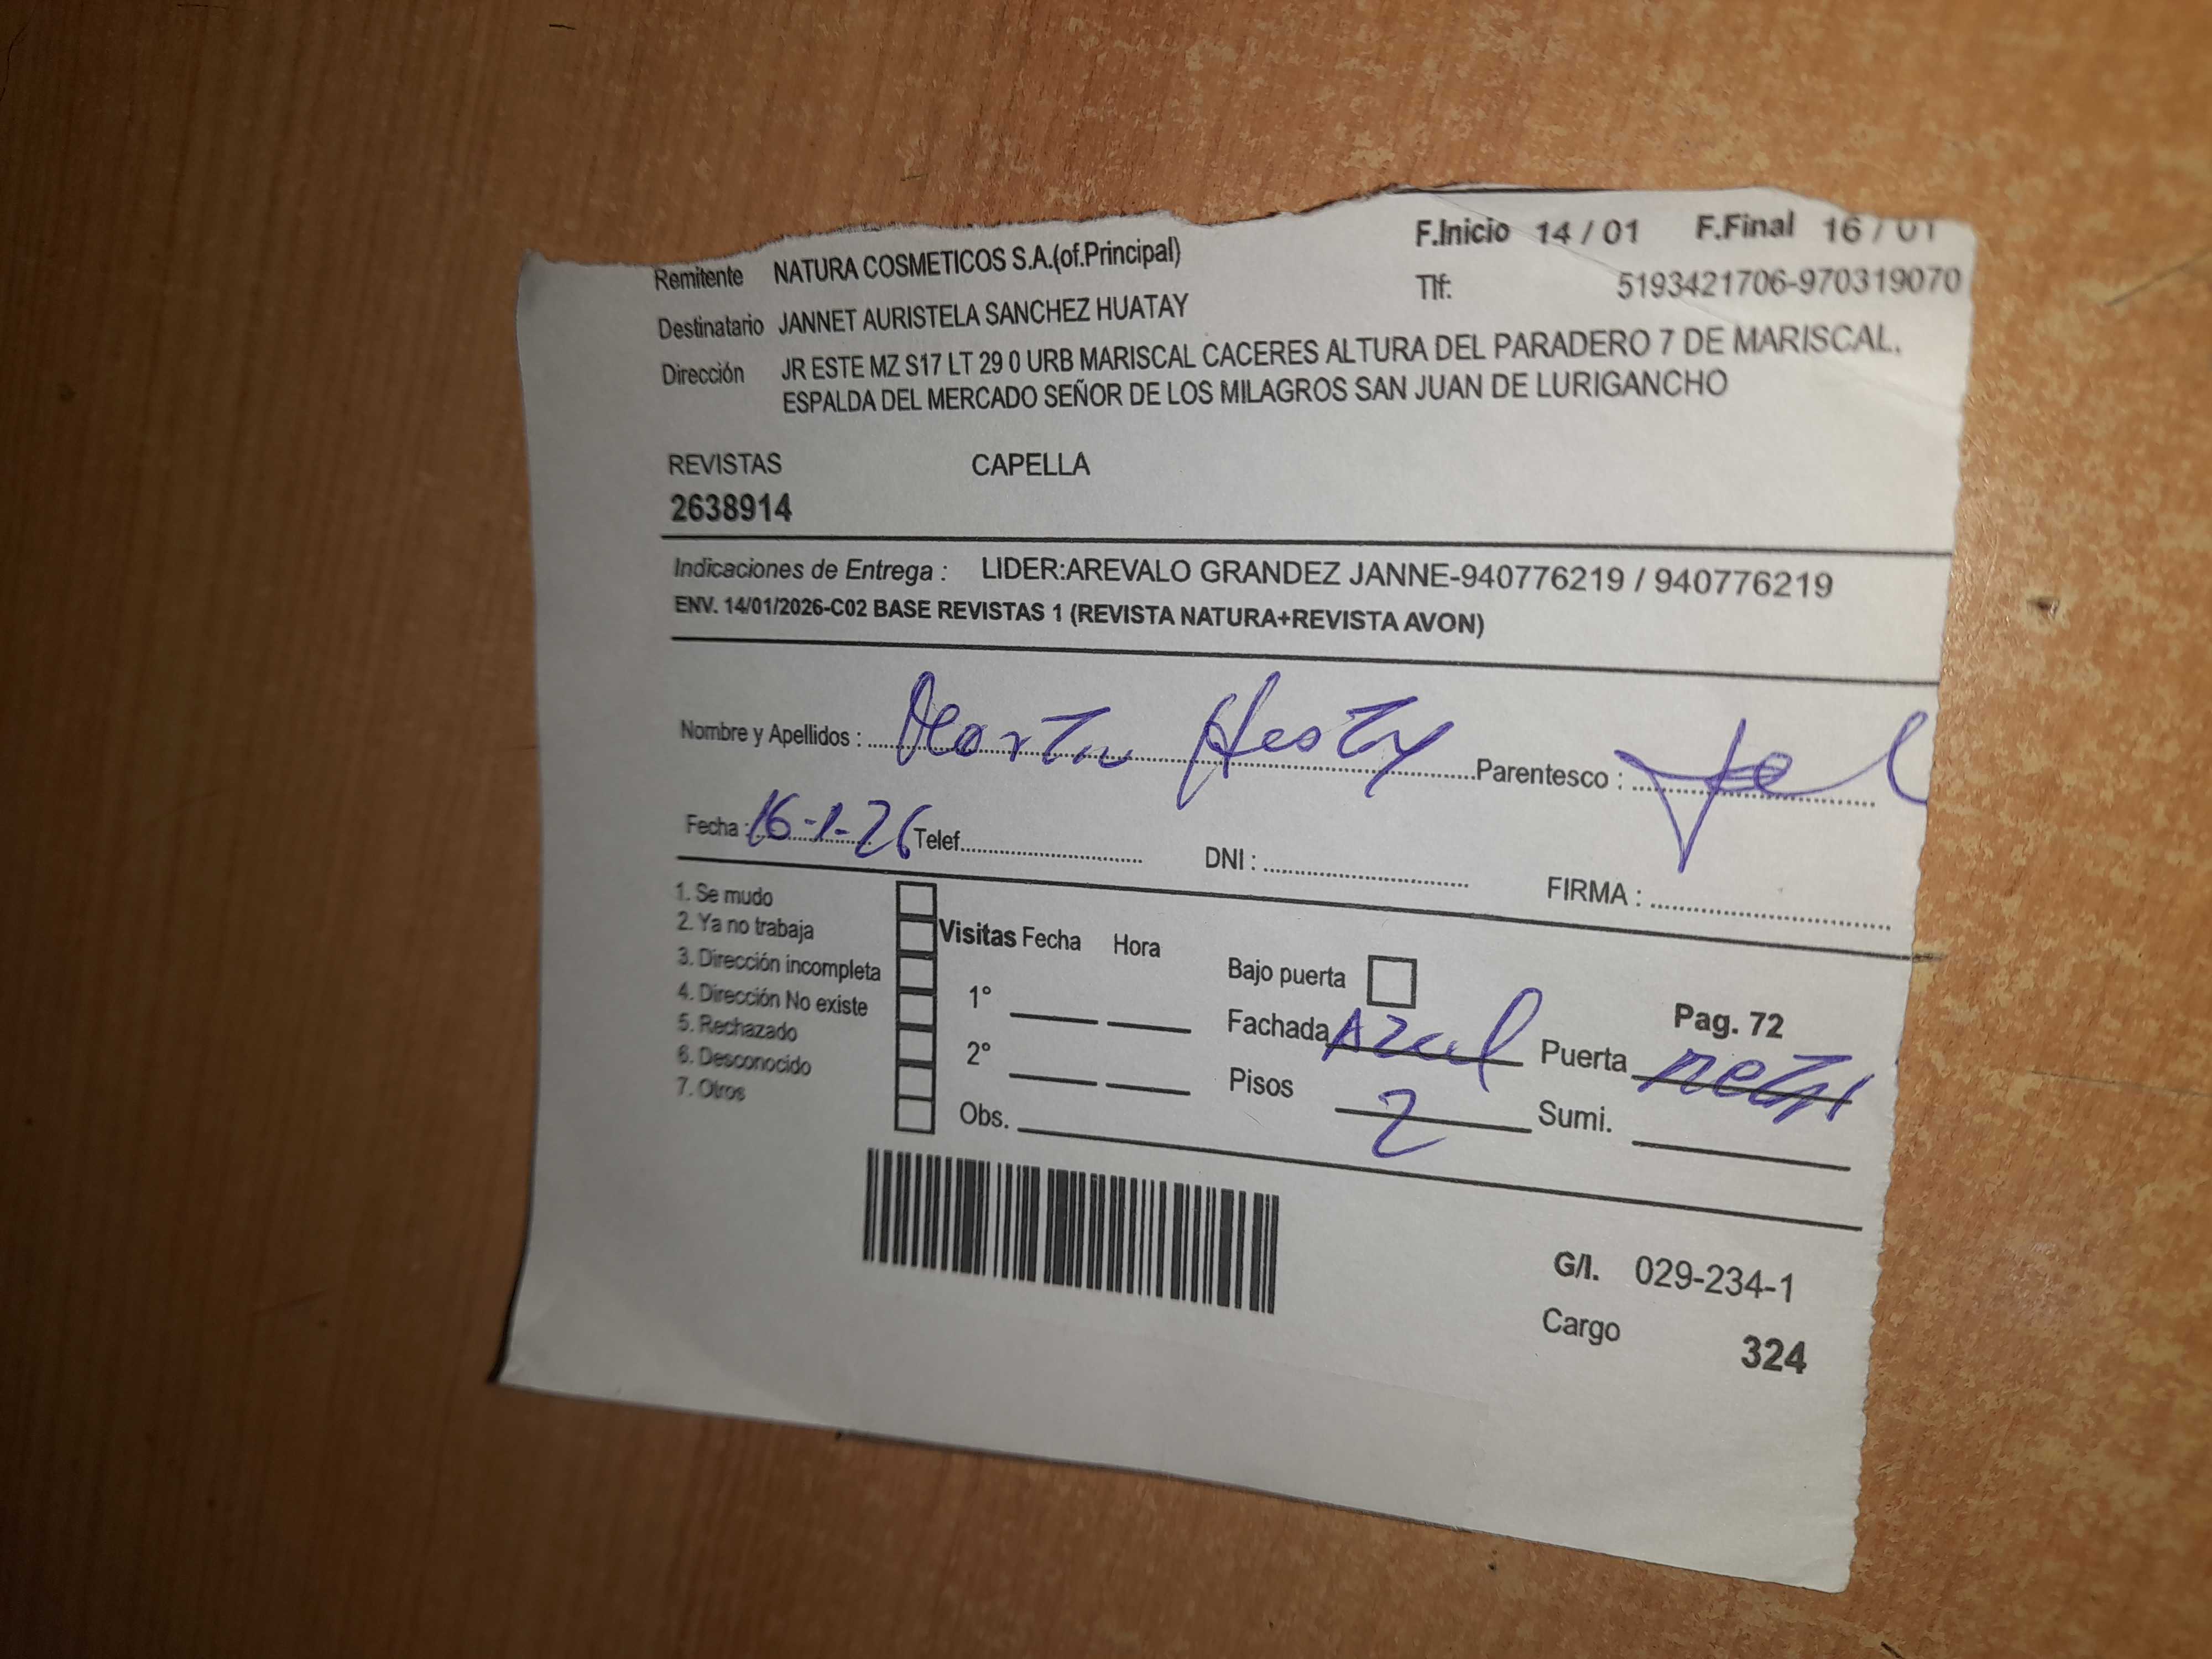 F.Inicio 14 / 01 F.Final 16 / 01
Remitente NATURA COSMETICOS S.A.(of.Principal)
Tlf: 5193421706-970319070
Destinatario JANNET AURISTELA SANCHEZ HUATAY
Dirección JR ESTE MZ S17 LT 29 0 URB MARISCAL CACERES ALTURA DEL PARADERO 7 DE MARISCAL,
ESPALDA DEL MERCADO SEÑOR DE LOS MILAGROS SAN JUAN DE LURIGANCHO
REVISTAS CAPELLA
2638914
Indicaciones de Entrega : LIDER:AREVALO GRANDEZ JANNE-940776219 / 940776219
ENV. 14/01/2026-C02 BASE REVISTAS 1 (REVISTA NATURA+REVISTA AVON)
Nombre y Apellidos : Parentesco :
Fecha : 16-1-26 Telef. DNI : FIRMA :
1. Se mudo
2. Ya no trabaja
3. Dirección incompleta
4. Dirección No existe
5. Rechazado
6. Desconocido
7. Otros
Visitas Fecha Hora
1°
2°
Obs.
Bajo puerta
Pag. 72
Fachada Azul Puerta
Pisos 2 Sumi.
G/I. 029-234-1
Cargo 324